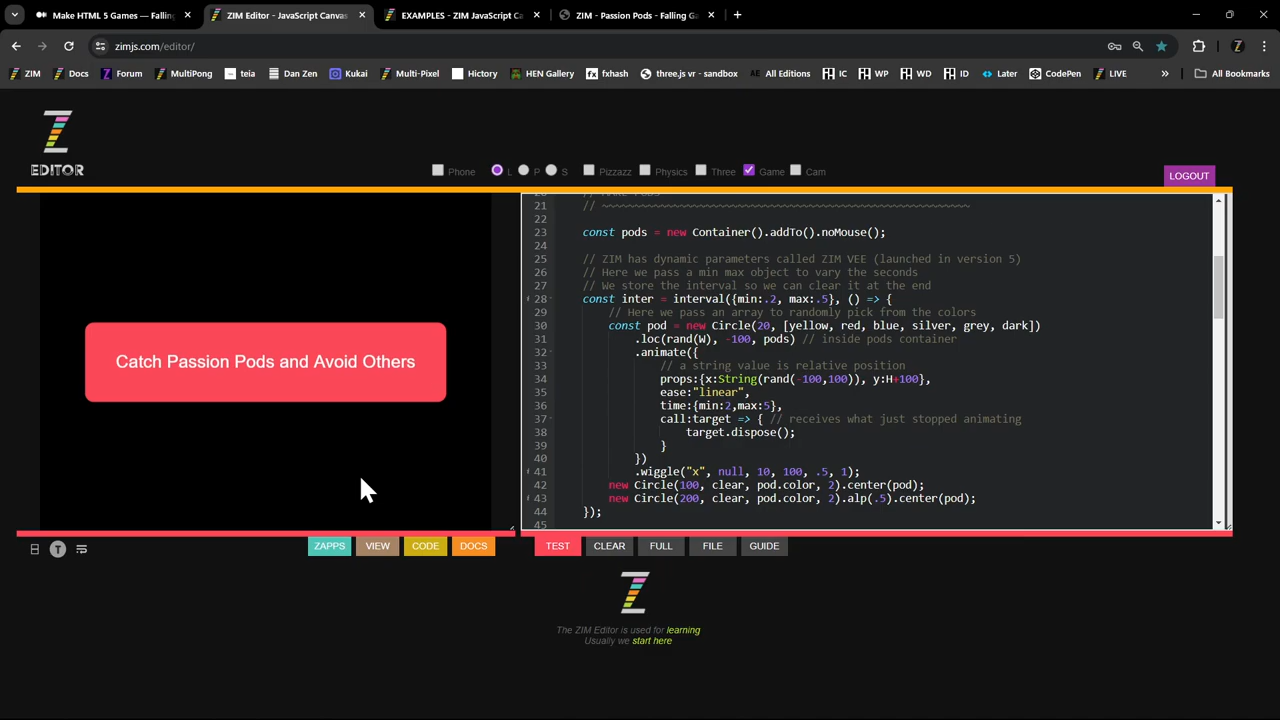 Make HTML 5 Games — Falling
ZIM Editor - JavaScript Canvas
EXAMPLES - ZIM JavaScript Ca
ZIM - Passion Pods - Falling Ga
zimjs.com/editor/
ZIM
Docs
Forum
MultiPong
teia
Dan Zen
Kukai
Multi-Pixel
Hictory
HEN Gallery
fxhash
three.js vr - sandbox
All Editions
IC
WP
WD
ID
Later
CodePen
LIVE
All Bookmarks
EDITOR
Phone L P S Pizzazz Physics Three Game Cam
LOGOUT
Catch Passion Pods and Avoid Others
21 // ~~~~~~~~~~~~~~~~~~~~~~~~~~~~~~~~~~~~~~~~~~~~~~~~~~~~~~~
22
23 const pods = new Container().addTo().noMouse();
24
25 // ZIM has dynamic parameters called ZIM VEE (launched in version 5)
26 // Here we pass a min max object to vary the seconds
27 // We store the interval so we can clear it at the end
28 const inter = interval({min:.2, max:.5}, () => {
29 // Here we pass an array to randomly pick from the colors
30 const pod = new Circle(20, [yellow, red, blue, silver, grey, dark])
31 .loc(rand(W), -100, pods) // inside pods container
32 .animate({
33 // a string value is relative position
34 props:{x:String(rand(-100,100)), y:H+100},
35 ease:"linear",
36 time:{min:2,max:5},
37 call:target => { // receives what just stopped animating
38 target.dispose();
39 }
40 })
41 .wiggle("x", null, 10, 100, .5, 1);
42 new Circle(100, clear, pod.color, 2).center(pod);
43 new Circle(200, clear, pod.color, 2).alp(.5).center(pod);
44 });
45
ZAPPS
VIEW
CODE
DOCS
TEST
CLEAR
FULL
FILE
GUIDE
The ZIM Editor is used for learning
Usually we start here